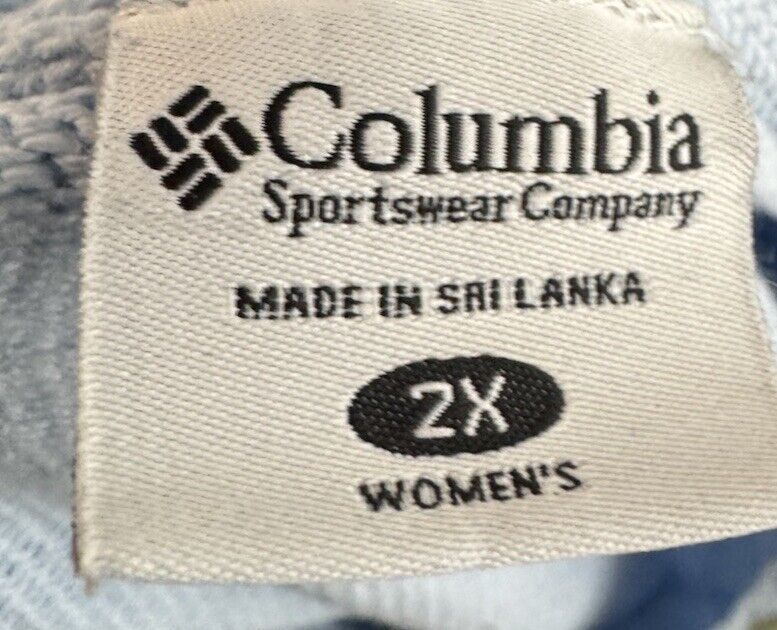 Columbia
Sportswear Company
MADE IN SRI LANKA
2X
WOMEN'S